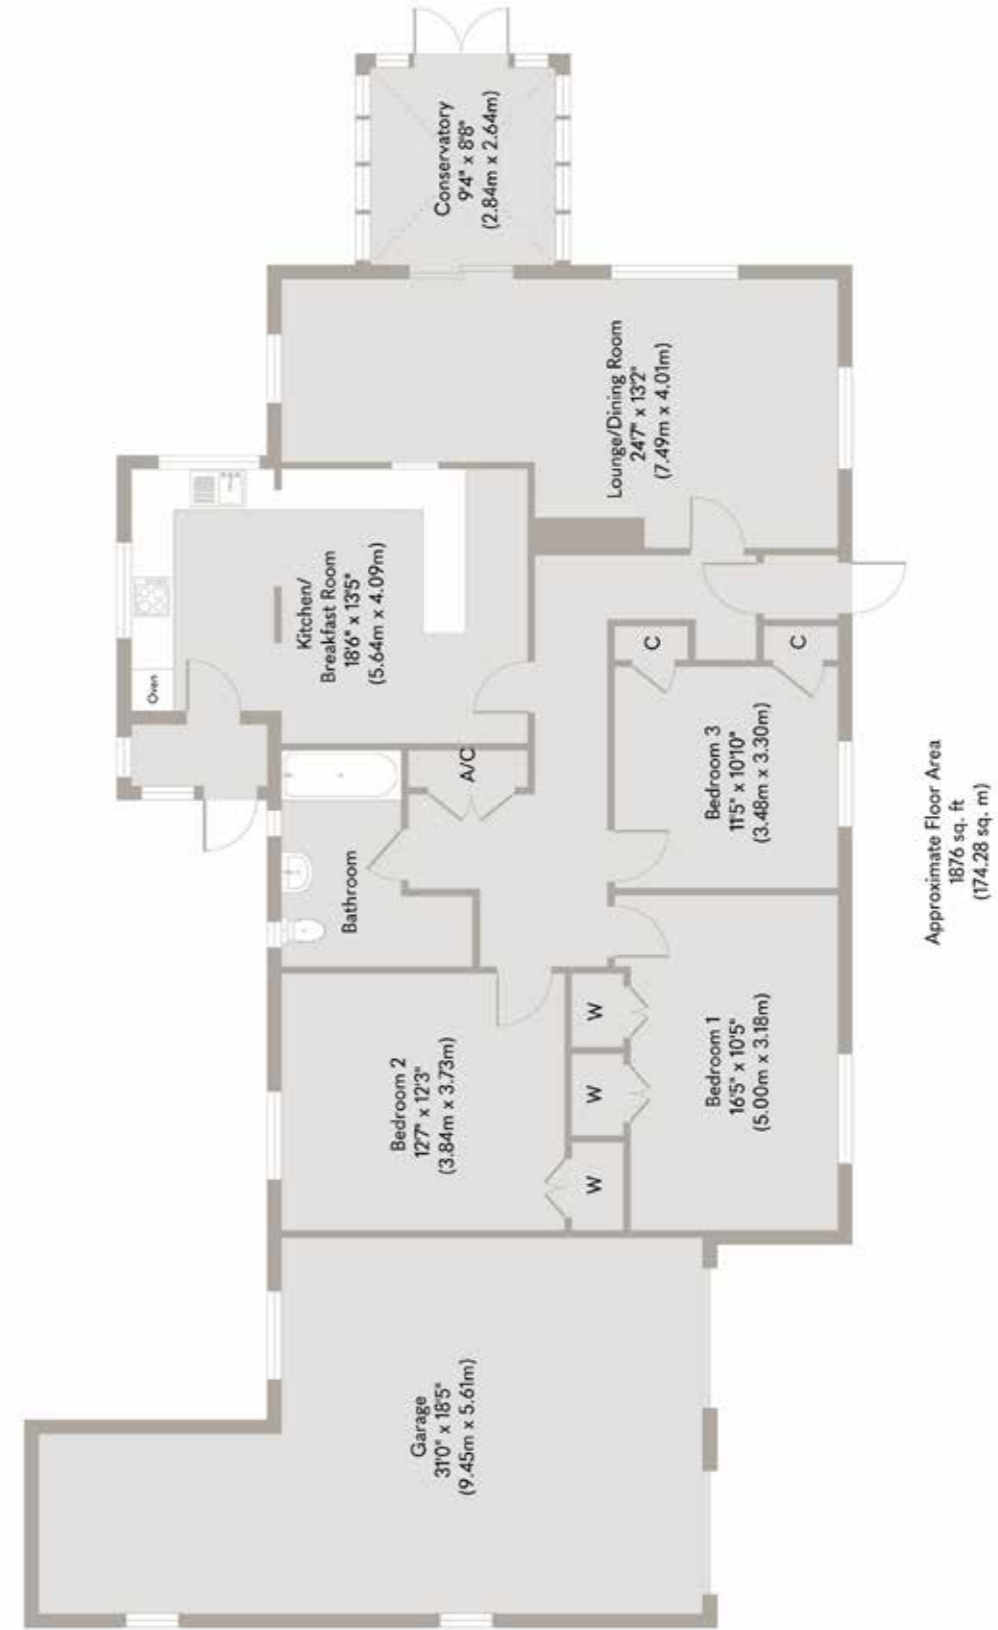 Conservatory
9'4" x 8'8"
(2.84m x 2.64m)
Lounge/Dining Room
24'7" x 13'2"
(7.49m x 4.01m)
Kitchen/
Breakfast Room
18'6" x 13'5"
(5.64m x 4.09m)
Oven
A/C
Bathroom
C
C
Bedroom 3
11'5" x 10'10"
(3.48m x 3.30m)
Bedroom 2
12'7" x 12'3"
(3.84m x 3.73m)
W
W
W
Bedroom 1
16'5" x 10'5"
(5.00m x 3.18m)
Garage
31'0" x 18'5"
(9.45m x 5.61m)
Approximate Floor Area
1876 sq. ft
(174.28 sq. m)